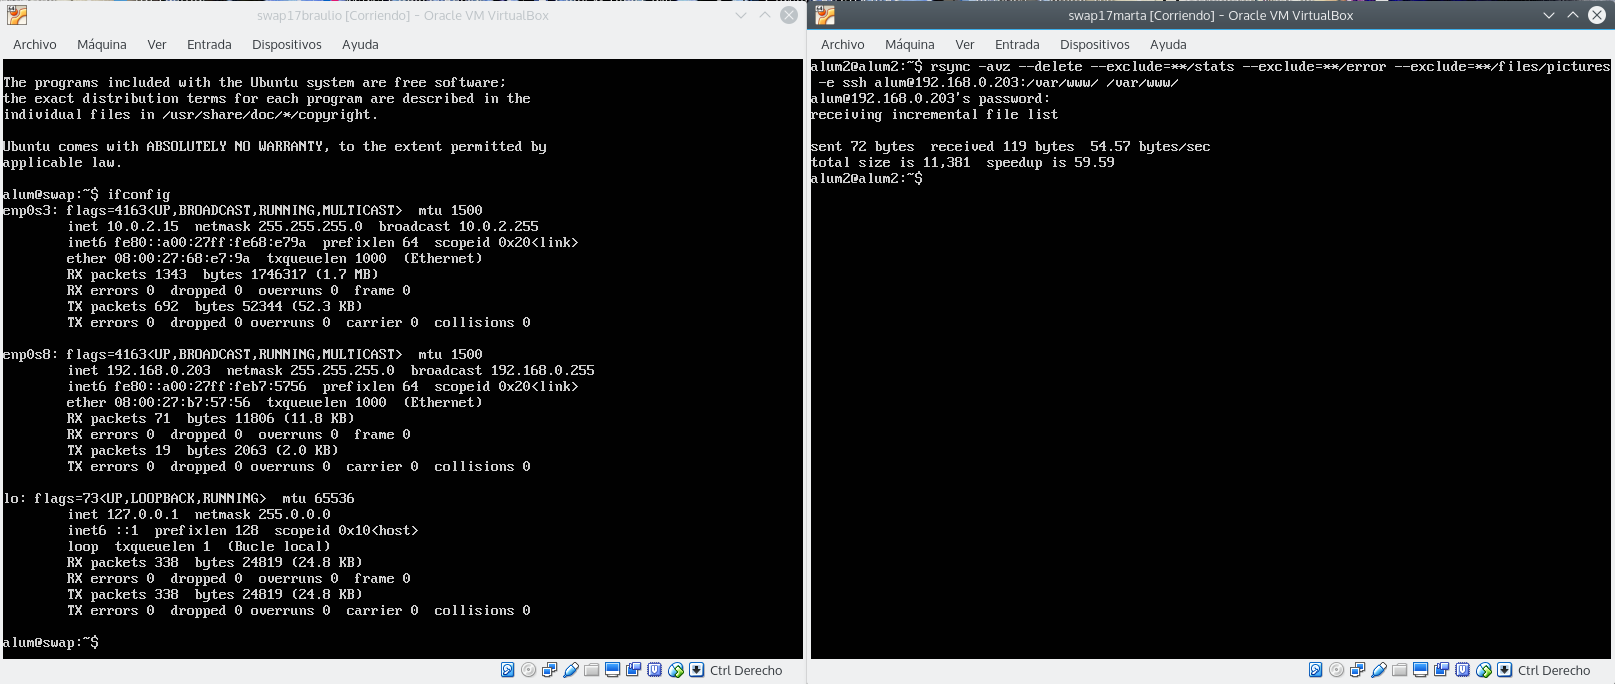 swap17braulio [Corriendo] - Oracle VM VirtualBox
Archivo Máquina Ver Entrada Dispositivos Ayuda
The programs included with the Ubuntu system are free software;
the exact distribution terms for each program are described in the
individual files in /usr/share/doc/*/copyright.
Ubuntu comes with ABSOLUTELY NO WARRANTY, to the extent permitted by
applicable law.
alum@swap:~$ ifconfig
enp0s3: flags=4163<UP,BROADCAST,RUNNING,MULTICAST>  mtu 1500
inet 10.0.2.15  netmask 255.255.255.0  broadcast 10.0.2.255
inet6 fe80::a00:27ff:fe68:e79a  prefixlen 64  scopeid 0x20<link>
ether 08:00:27:68:e7:9a  txqueuelen 1000  (Ethernet)
RX packets 1343  bytes 1746317 (1.7 MB)
RX errors 0  dropped 0  overruns 0  frame 0
TX packets 692  bytes 52344 (52.3 KB)
TX errors 0  dropped 0 overruns 0  carrier 0  collisions 0
enp0s8: flags=4163<UP,BROADCAST,RUNNING,MULTICAST>  mtu 1500
inet 192.168.0.203  netmask 255.255.255.0  broadcast 192.168.0.255
inet6 fe80::a00:27ff:feb7:5756  prefixlen 64  scopeid 0x20<link>
ether 08:00:27:b7:57:56  txqueuelen 1000  (Ethernet)
RX packets 71  bytes 11806 (11.8 KB)
RX errors 0  dropped 0  overruns 0  frame 0
TX packets 19  bytes 2063 (2.0 KB)
TX errors 0  dropped 0 overruns 0  carrier 0  collisions 0
lo: flags=73<UP,LOOPBACK,RUNNING>  mtu 65536
inet 127.0.0.1  netmask 255.0.0.0
inet6 ::1  prefixlen 128  scopeid 0x10<host>
loop  txqueuelen 1  (Bucle local)
RX packets 338  bytes 24819 (24.8 KB)
RX errors 0  dropped 0  overruns 0  frame 0
TX packets 338  bytes 24819 (24.8 KB)
TX errors 0  dropped 0 overruns 0  carrier 0  collisions 0
alum@swap:~$
Ctrl Derecho
swap17marta [Corriendo] - Oracle VM VirtualBox
Archivo Máquina Ver Entrada Dispositivos Ayuda
alum2@alum2:~$ rsync -avz --delete --exclude=**/stats --exclude=**/error --exclude=**/files/pictures
-e ssh alum@192.168.0.203:/var/www/ /var/www/
alum@192.168.0.203's password:
receiving incremental file list
sent 72 bytes  received 119 bytes  54.57 bytes/sec
total size is 11,381  speedup is 59.59
alum2@alum2:~$
Ctrl Derecho